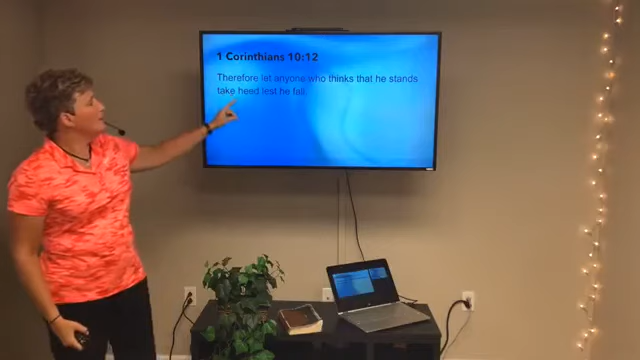 1 Corinthians 10:12
Therefore let anyone who thinks that he stands
take heed lest he fall.